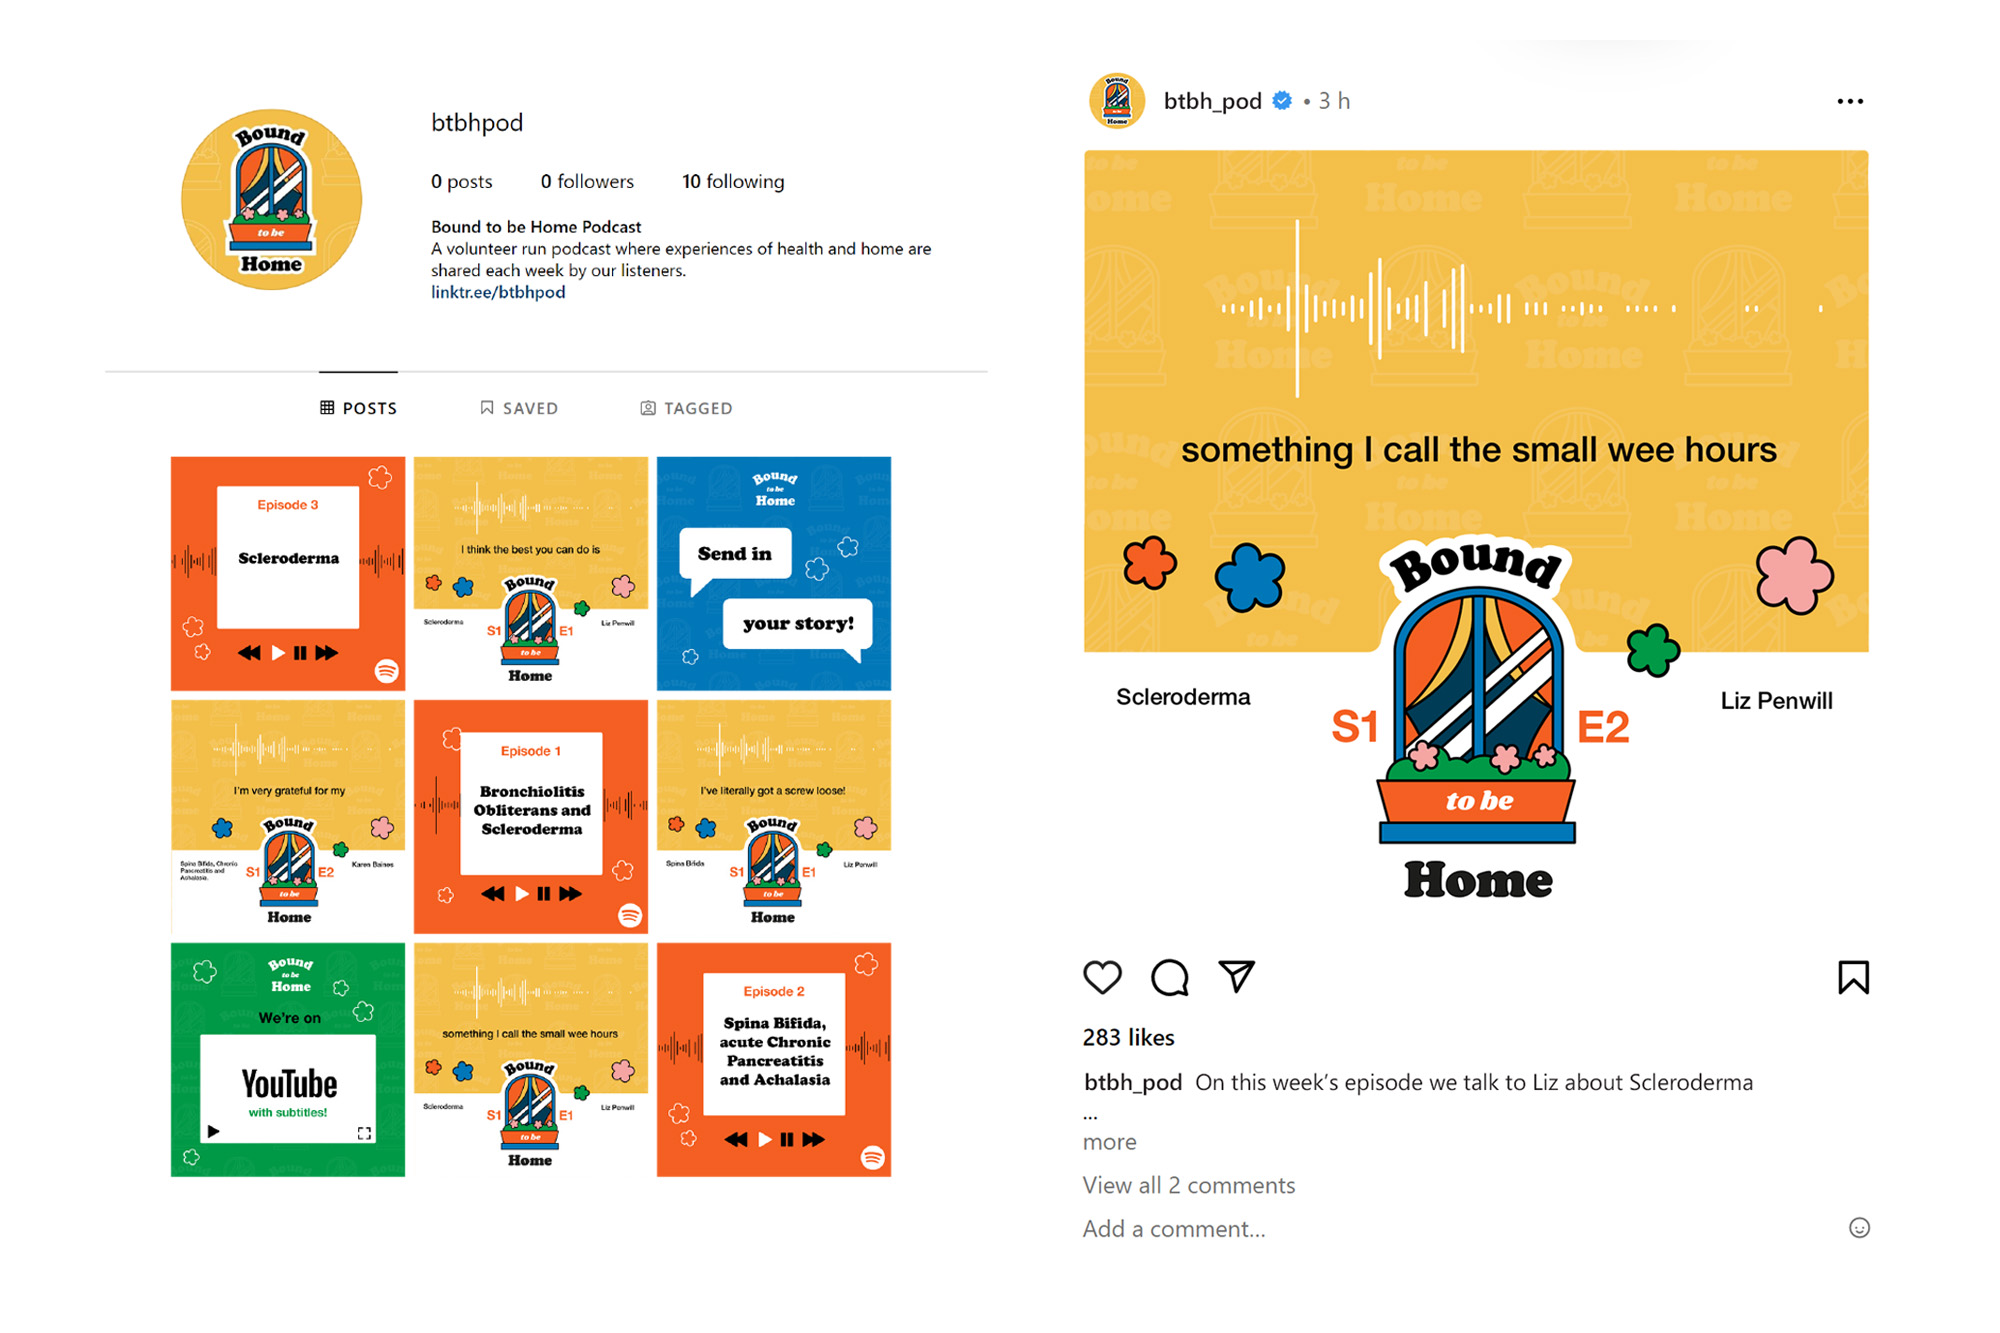 Bound
to be
Home
btbhpod
0 posts 0 followers 10 following
Bound to be Home Podcast
A volunteer run podcast where experiences of health and home are
shared each week by our listeners.
linktr.ee/btbhpod
POSTS SAVED TAGGED
Episode 3
Scleroderma
I think the best you can do is
Scleroderma
Liz Penwill
Bound
S1 E1
to be
Home
Bound
to be
Home
Send in
your story!
I'm very grateful for my
Spina Bifida, Chronic
Pancreatitis and
Achalasia.
Karen Baines
Bound
S1 E2
to be
Home
Episode 1
Bronchiolitis
Obliterans and
Scleroderma
I've literally got a screw loose!
Spina Bifida
Liz Penwill
Bound
S1 E1
to be
Home
Bound
to be
Home
We're on
YouTube
with subtitles!
something I call the small wee hours
Scleroderma
Liz Penwill
Bound
S1 E1
to be
Home
Episode 2
Spina Bifida,
acute Chronic
Pancreatitis
and Achalasia
Bound
Home
btbh_pod • 3 h
something I call the small wee hours
Bound
Scleroderma
Liz Penwill
S1 E2
to be
Home
283 likes
btbh_pod On this week's episode we talk to Liz about Scleroderma
...
more
View all 2 comments
Add a comment...